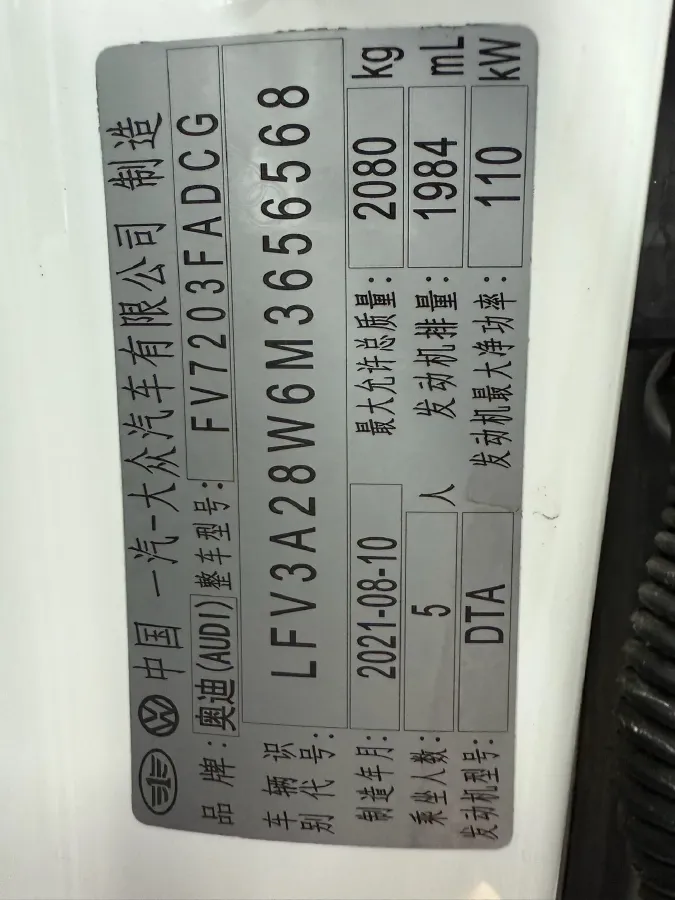 中国 一汽-大众汽车有限公司 制造
品牌: 奥迪(AUDI) 整车型号: FV7203FADCG
车辆识别代号: LFV3A28W6M3656568
制造年月: 2021-08-10 最大允许总质量: 2080 kg
乘坐人数: 5 人 发动机排量: 1984 mL
发动机型号: DTA 发动机最大净功率: 110 kW